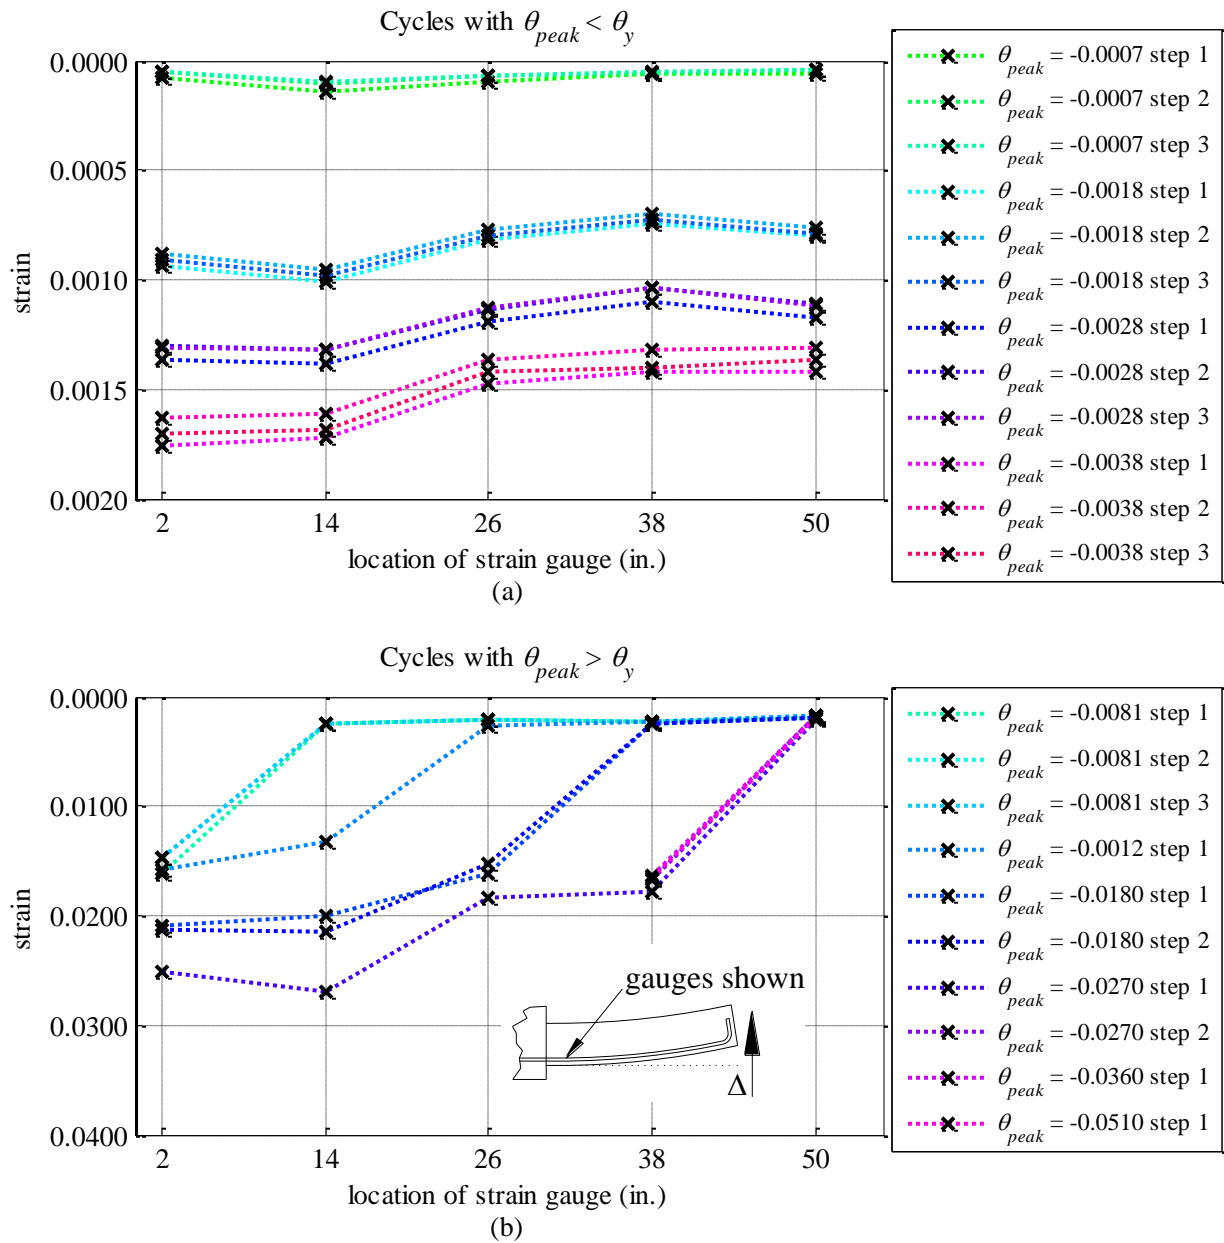 Cycles with θpeak < θy
0.0000
0.0005
0.0010
0.0015
0.0020
strain
2 14 26 38 50
location of strain gauge (in.)
(a)
θpeak = -0.0007 step 1
θpeak = -0.0007 step 2
θpeak = -0.0007 step 3
θpeak = -0.0018 step 1
θpeak = -0.0018 step 2
θpeak = -0.0018 step 3
θpeak = -0.0028 step 1
θpeak = -0.0028 step 2
θpeak = -0.0028 step 3
θpeak = -0.0038 step 1
θpeak = -0.0038 step 2
θpeak = -0.0038 step 3
Cycles with θpeak > θy
0.0000
0.0100
0.0200
0.0300
0.0400
strain
gauges shown
Δ
2 14 26 38 50
location of strain gauge (in.)
(b)
θpeak = -0.0081 step 1
θpeak = -0.0081 step 2
θpeak = -0.0081 step 3
θpeak = -0.0012 step 1
θpeak = -0.0180 step 1
θpeak = -0.0180 step 2
θpeak = -0.0270 step 1
θpeak = -0.0270 step 2
θpeak = -0.0360 step 1
θpeak = -0.0510 step 1